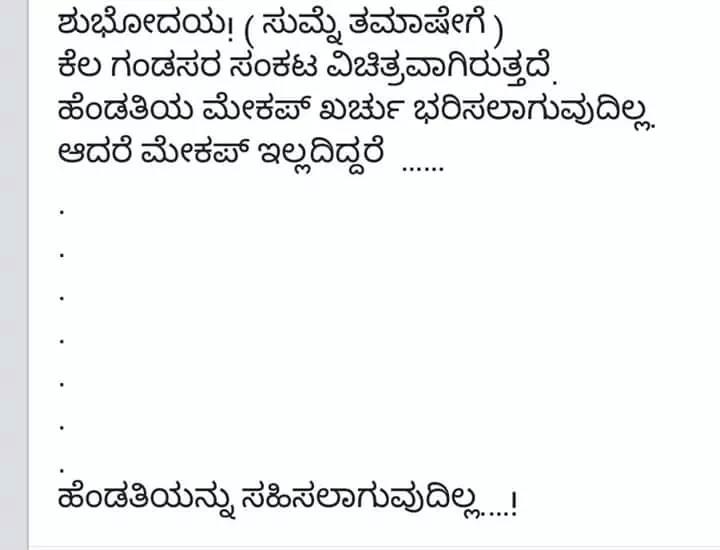 ಶುಭೋದಯ! ( ಸುಮ್ನೆ ತಮಾಷೇಗೆ )
ಕೆಲ ಗಂಡಸರ ಸಂಕಟ ವಿಚಿತ್ರವಾಗಿರುತ್ತದೆ.
ಹೆಂಡತಿಯ ಮೇಕಪ್ ಖರ್ಚು ಭರಿಸಲಾಗುವುದಿಲ್ಲ.
ಆದರೆ ಮೇಕಪ್ ಇಲ್ಲದಿದ್ದರೆ ......
.
.
.
.
.
.
.
ಹೆಂಡತಿಯನ್ನು ಸಹಿಸಲಾಗುವುದಿಲ್ಲ....!